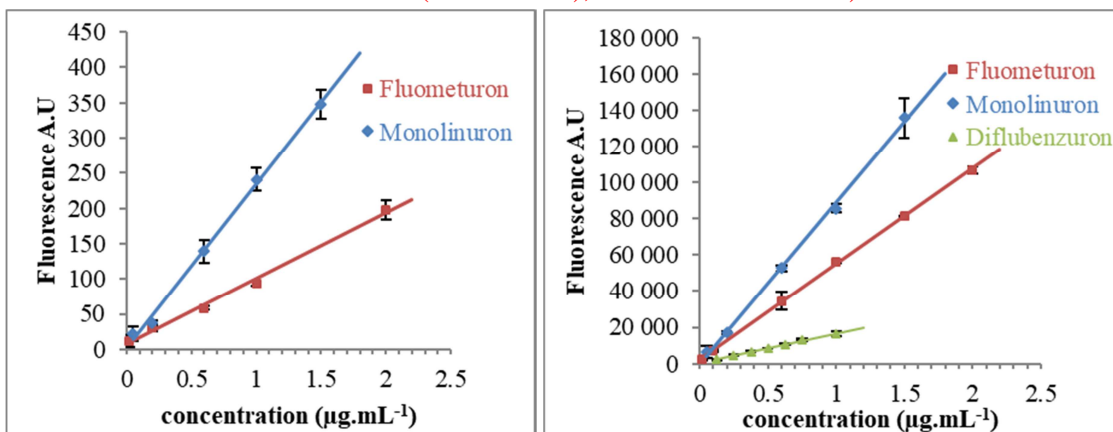 450
400
350
300
250
200
150
100
50
0
Fluorescence A.U
Fluometuron
Monolinuron
0 0.5 1 1.5 2 2.5
concentration (µg.mL⁻¹)
180 000
160 000
140 000
120 000
100 000
80 000
60 000
40 000
20 000
0
Fluorescence A.U
Fluometuron
Monolinuron
Diflubenzuron
0 0.5 1 1.5 2 2.5
concentration (µg.mL⁻¹)